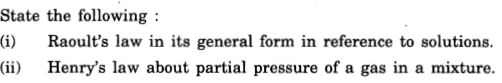 State the following :
(i) Raoult's law in its general form in reference to solutions.
(ii) Henry's law about partial pressure of a gas in a mixture.